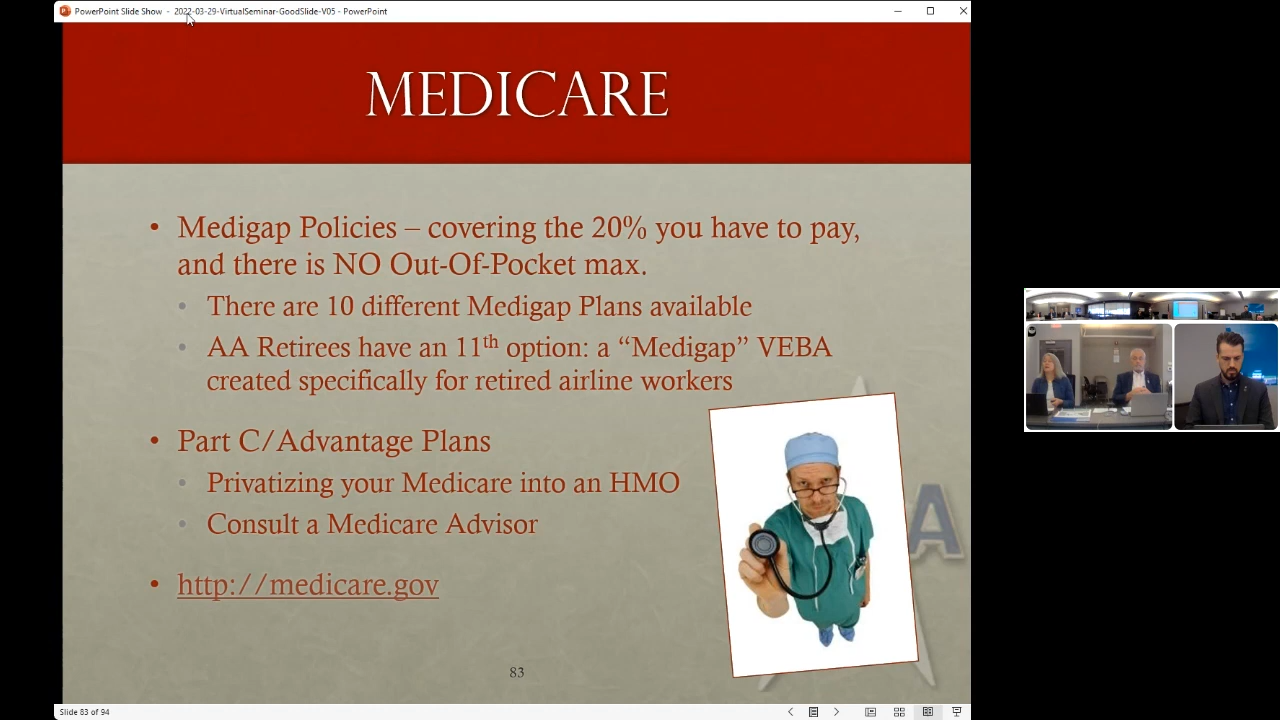 PowerPoint Slide Show - 2022-03-29-VirtualSeminar-GoodSlide-V05 - PowerPoint
MEDICARE
• Medigap Policies – covering the 20% you have to pay,
and there is NO Out-Of-Pocket max.
• There are 10 different Medigap Plans available
• AA Retirees have an 11th option: a “Medigap” VEBA
created specifically for retired airline workers
• Part C/Advantage Plans
• Privatizing your Medicare into an HMO
• Consult a Medicare Advisor
• http://medicare.gov
A
83
Slide 83 of 94